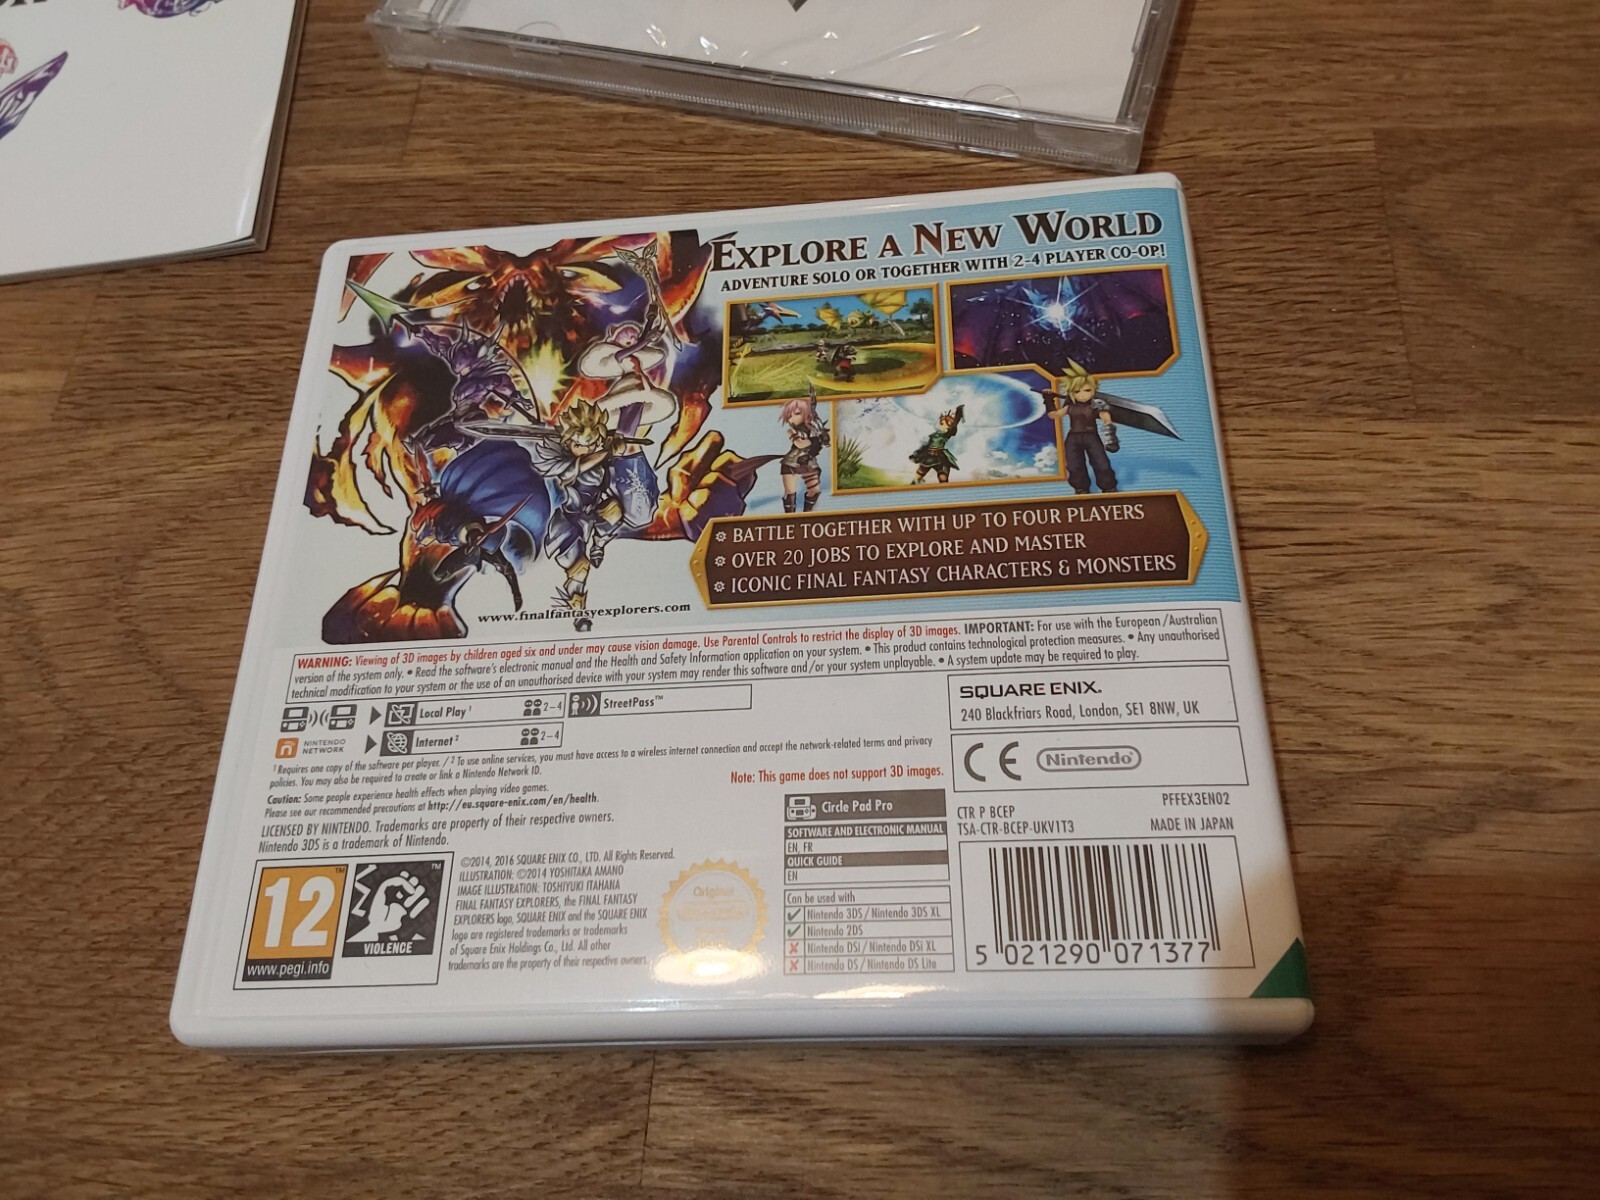 EXPLORE A NEW WORLD
ADVENTURE SOLO OR TOGETHER WITH 2-4 PLAYER CO-OP!
BATTLE TOGETHER WITH UP TO FOUR PLAYERS
OVER 20 JOBS TO EXPLORE AND MASTER
ICONIC FINAL FANTASY CHARACTERS & MONSTERS
www.finalfantasyexplorers.com
WARNING: Viewing of 3D images by children aged six and under may cause vision damage. Use Parental Controls to restrict the display of 3D images. IMPORTANT: For use with the European/Australian
version of the system only. • Read the software's electronic manual and the Health and Safety Information application on your system. • This product contains technological protection measures. • Any unauthorised
technical modification to your system or the use of an unauthorised device with your system may render this software and/or your system unplayable. • A system update may be required to play.
Local Play ¹ 2-4
StreetPass™
NINTENDO NETWORK
Internet ² 2-4
¹ Requires one copy of the software per player. / ² To use online services, you must have access to a wireless internet connection and accept the network-related terms and privacy
policies. You may also be required to create or link a Nintendo Network ID.
Caution: Some people experience health effects when playing video games.
Please see our recommended precautions at http://eu.square-enix.com/en/health.
LICENSED BY NINTENDO. Trademarks are property of their respective owners.
Nintendo 3DS is a trademark of Nintendo.
Note: This game does not support 3D images.
SQUARE ENIX.
240 Blackfriars Road, London, SE1 8NW, UK
CE Nintendo®
CTR P BCEP
PFFEX3EN02
TSA-CTR-BCEP-UKV1T3
MADE IN JAPAN
Circle Pad Pro
SOFTWARE AND ELECTRONIC MANUAL
EN, FR
QUICK GUIDE
EN
Can be used with
Nintendo 3DS / Nintendo 3DS XL
Nintendo 2DS
Nintendo DSi / Nintendo DSi XL
Nintendo DS / Nintendo DS Lite
12™
www.pegi.info
™
VIOLENCE
©2014, 2016 SQUARE ENIX CO., LTD. All Rights Reserved.
ILLUSTRATION: ©2014 YOSHITAKA AMANO
IMAGE ILLUSTRATION: TOSHIYUKI ITAHANA
FINAL FANTASY EXPLORERS, the FINAL FANTASY
EXPLORERS logo, SQUARE ENIX and the SQUARE ENIX
logo are registered trademarks or trademarks
of Square Enix Holdings Co., Ltd. All other
trademarks are the property of their respective owners.
Original
5 021290 071377